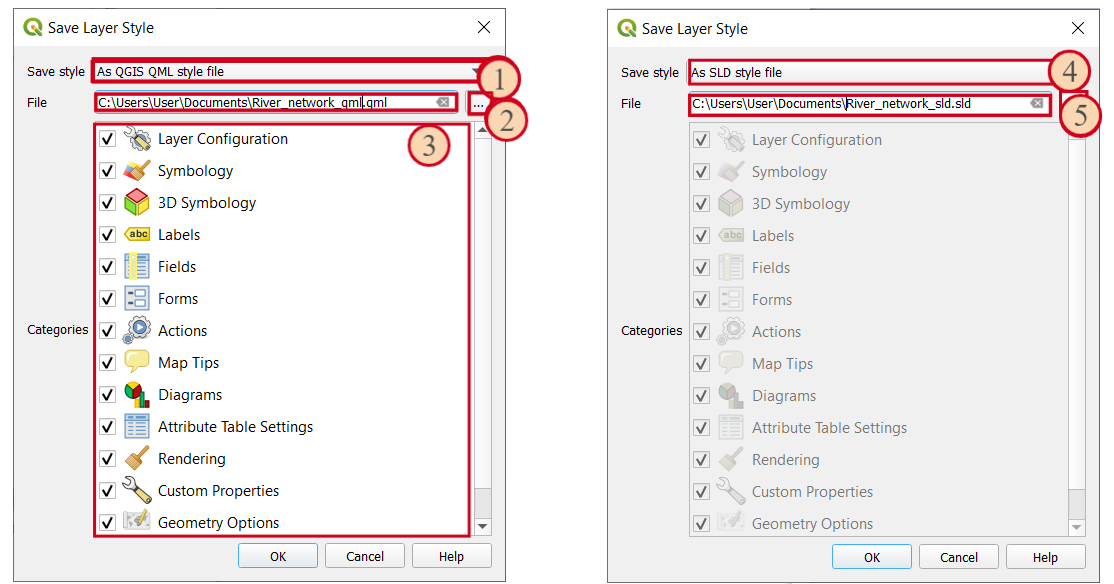 Save Layer Style
Save style As QGIS QML style file 1
File C:\Users\User\Documents\River_network_qml.qml ... 2
3
Categories
Layer Configuration
Symbology
3D Symbology
abc Labels
Fields
Forms
Actions
Map Tips
Diagrams
Attribute Table Settings
Rendering
Custom Properties
Geometry Options
OK Cancel Help
Save Layer Style
Save style As SLD style file 4
File C:\Users\User\Documents\River_network_sld.sld 5
Categories
Layer Configuration
Symbology
3D Symbology
abc Labels
Fields
Forms
Actions
Map Tips
Diagrams
Attribute Table Settings
Rendering
Custom Properties
Geometry Options
OK Cancel Help